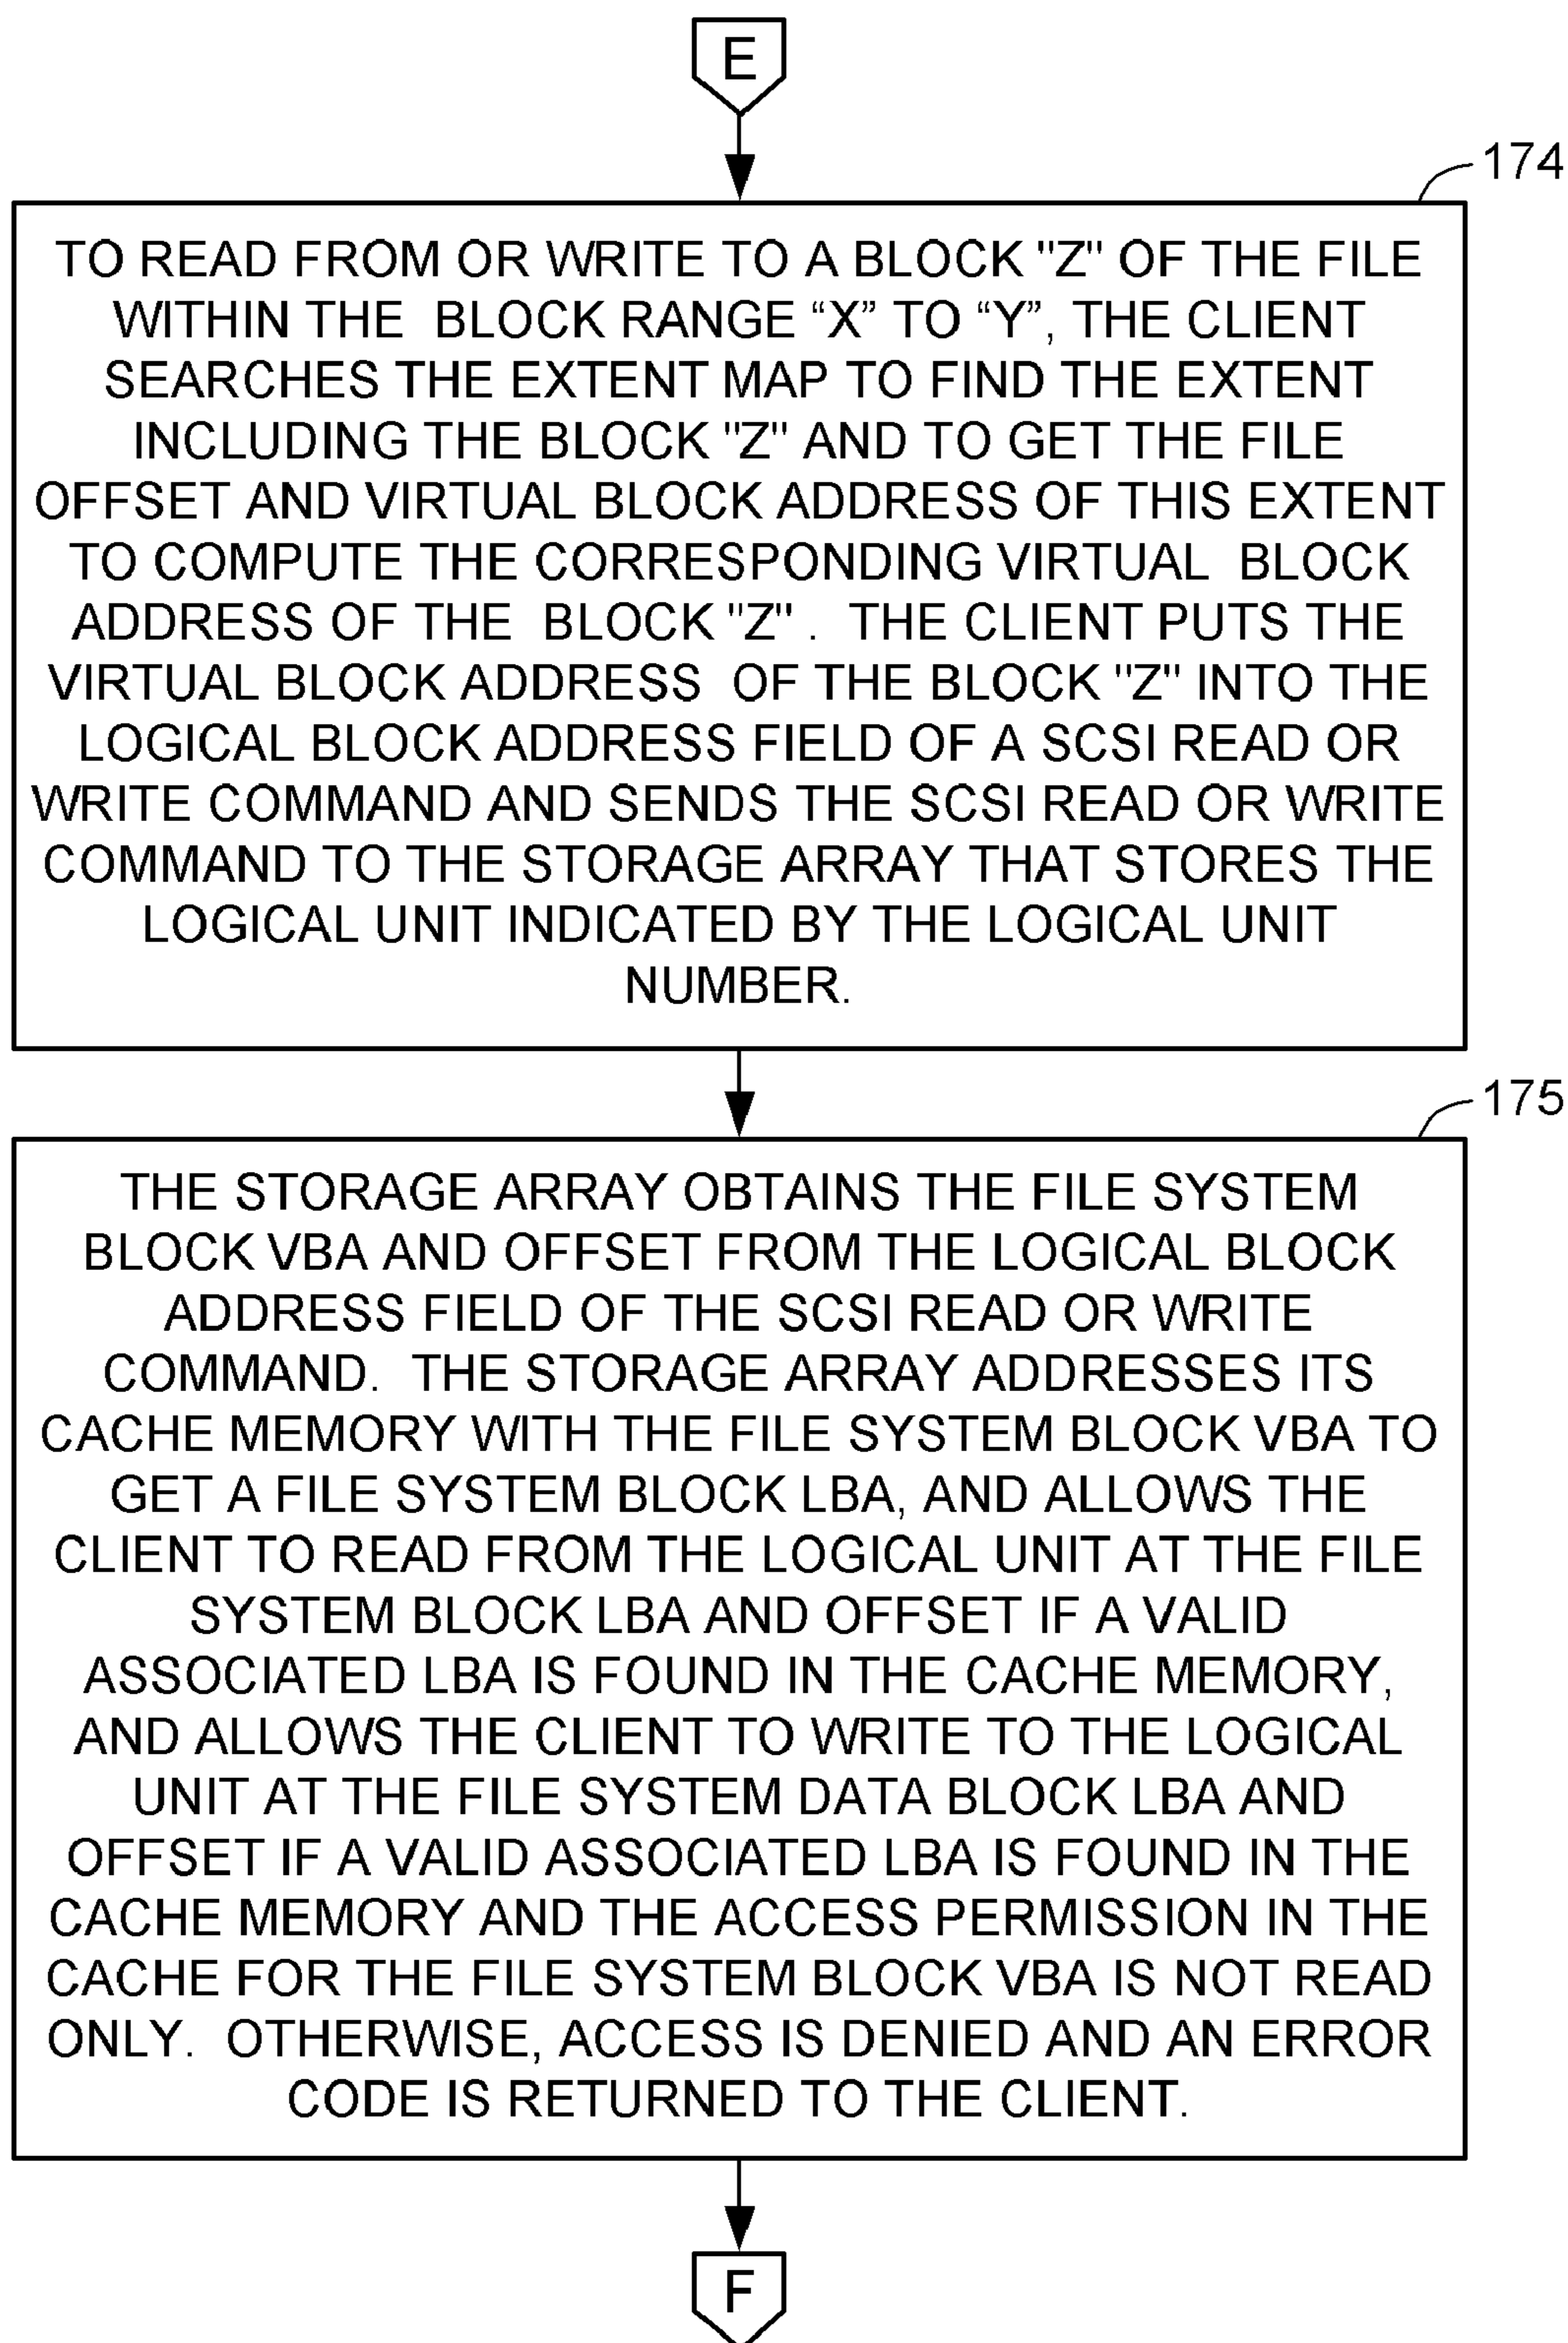 E
174
TO READ FROM OR WRITE TO A BLOCK "Z" OF THE FILE
WITHIN THE BLOCK RANGE “X” TO “Y”, THE CLIENT
SEARCHES THE EXTENT MAP TO FIND THE EXTENT
INCLUDING THE BLOCK "Z" AND TO GET THE FILE
OFFSET AND VIRTUAL BLOCK ADDRESS OF THIS EXTENT
TO COMPUTE THE CORRESPONDING VIRTUAL BLOCK
ADDRESS OF THE BLOCK "Z" . THE CLIENT PUTS THE
VIRTUAL BLOCK ADDRESS OF THE BLOCK "Z" INTO THE
LOGICAL BLOCK ADDRESS FIELD OF A SCSI READ OR
WRITE COMMAND AND SENDS THE SCSI READ OR WRITE
COMMAND TO THE STORAGE ARRAY THAT STORES THE
LOGICAL UNIT INDICATED BY THE LOGICAL UNIT
NUMBER.
175
THE STORAGE ARRAY OBTAINS THE FILE SYSTEM
BLOCK VBA AND OFFSET FROM THE LOGICAL BLOCK
ADDRESS FIELD OF THE SCSI READ OR WRITE
COMMAND. THE STORAGE ARRAY ADDRESSES ITS
CACHE MEMORY WITH THE FILE SYSTEM BLOCK VBA TO
GET A FILE SYSTEM BLOCK LBA, AND ALLOWS THE
CLIENT TO READ FROM THE LOGICAL UNIT AT THE FILE
SYSTEM BLOCK LBA AND OFFSET IF A VALID
ASSOCIATED LBA IS FOUND IN THE CACHE MEMORY,
AND ALLOWS THE CLIENT TO WRITE TO THE LOGICAL
UNIT AT THE FILE SYSTEM DATA BLOCK LBA AND
OFFSET IF A VALID ASSOCIATED LBA IS FOUND IN THE
CACHE MEMORY AND THE ACCESS PERMISSION IN THE
CACHE FOR THE FILE SYSTEM BLOCK VBA IS NOT READ
ONLY. OTHERWISE, ACCESS IS DENIED AND AN ERROR
CODE IS RETURNED TO THE CLIENT.
F